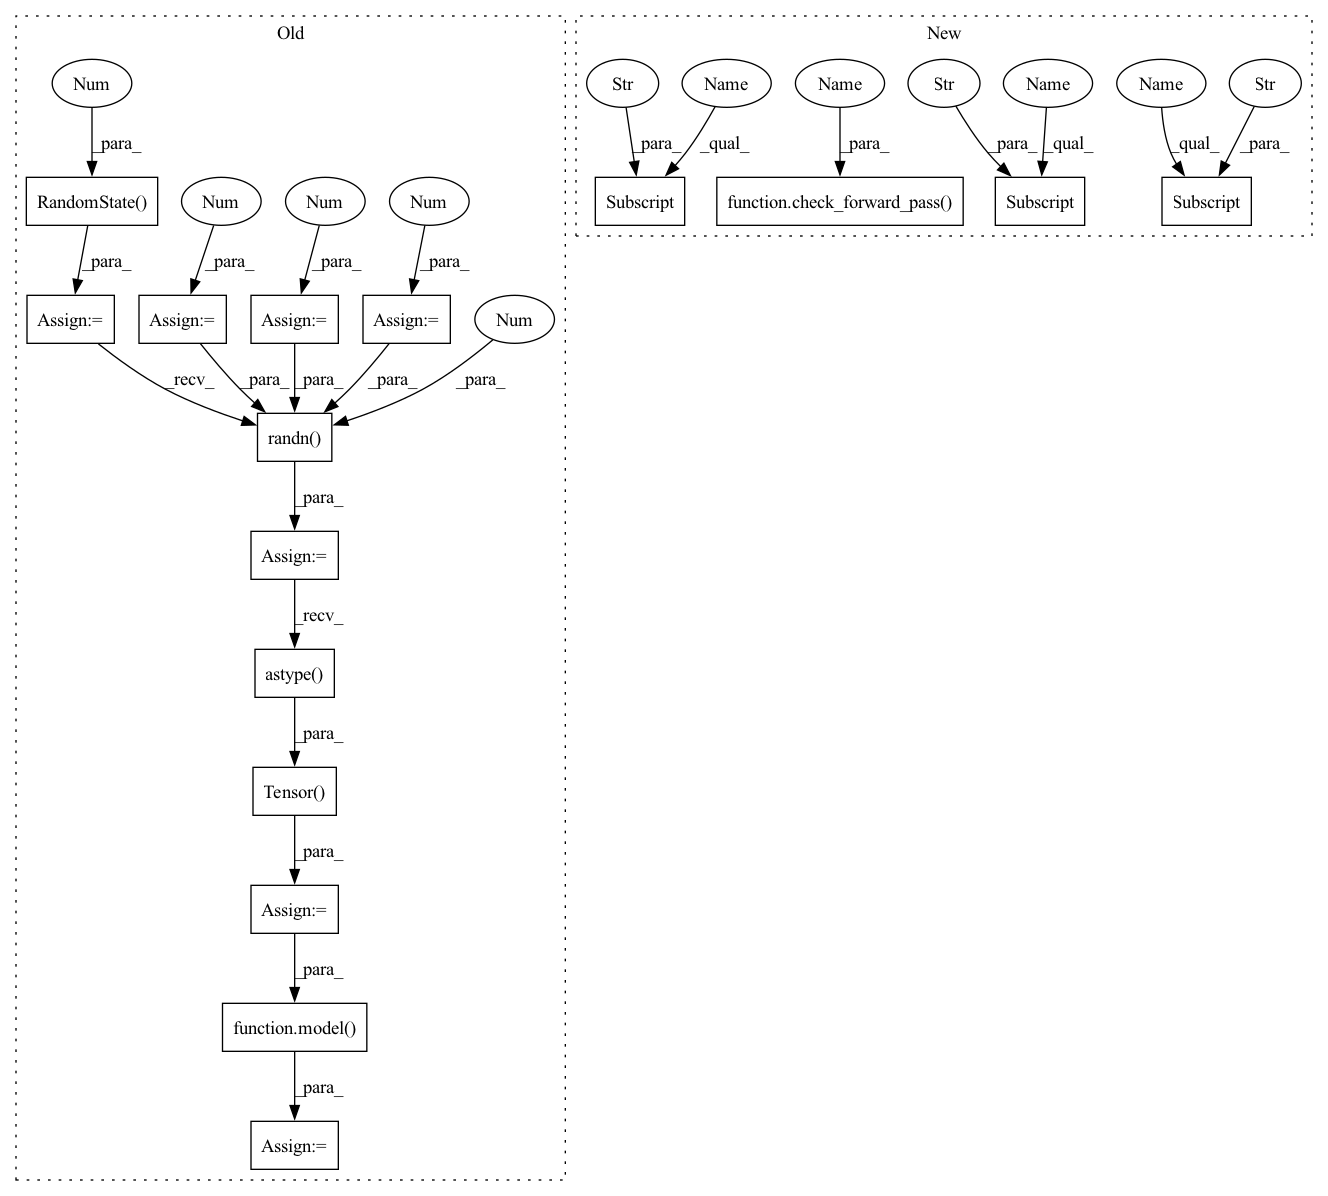 Old
New
Num
Str
Name
Name
Str
Name
Name
Str
_para_
_para_
_qual_
_para_
_para_
_qual_
_qual_
_para_
RandomState()
Num
Num
Num
Subscript
function.check_forward_pass()
Subscript
Subscript
_para_
_para_
_para_
_para_
Assign:=
Assign:=
Assign:=
Assign:=
Num
_recv_
_para_
_para_
_para_
_para_
randn()
_para_
Assign:=
_recv_
astype()
_para_
Tensor()
_para_
Assign:=
_para_
function.model()
_para_
Assign:=